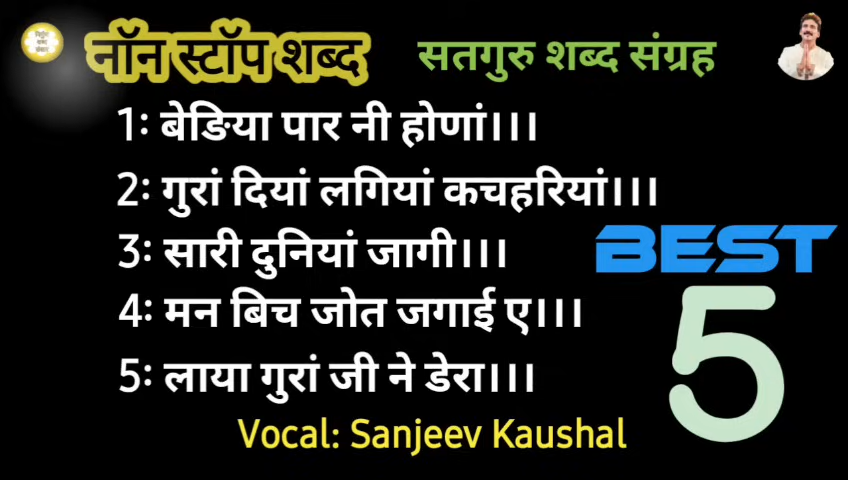 नॉन स्टॉप शब्द सतगुरु शब्द संग्रह
1: बेङिया पार नी होणां।।।
2: गुरां दियां लगियां कचहरियां।।।
3: सारी दुनियां जागी।।।
BEST
4: मन बिच जोत जगाई ए।।।
5
5: लाया गुरां जी ने डेरा।।।
Vocal: Sanjeev Kaushal